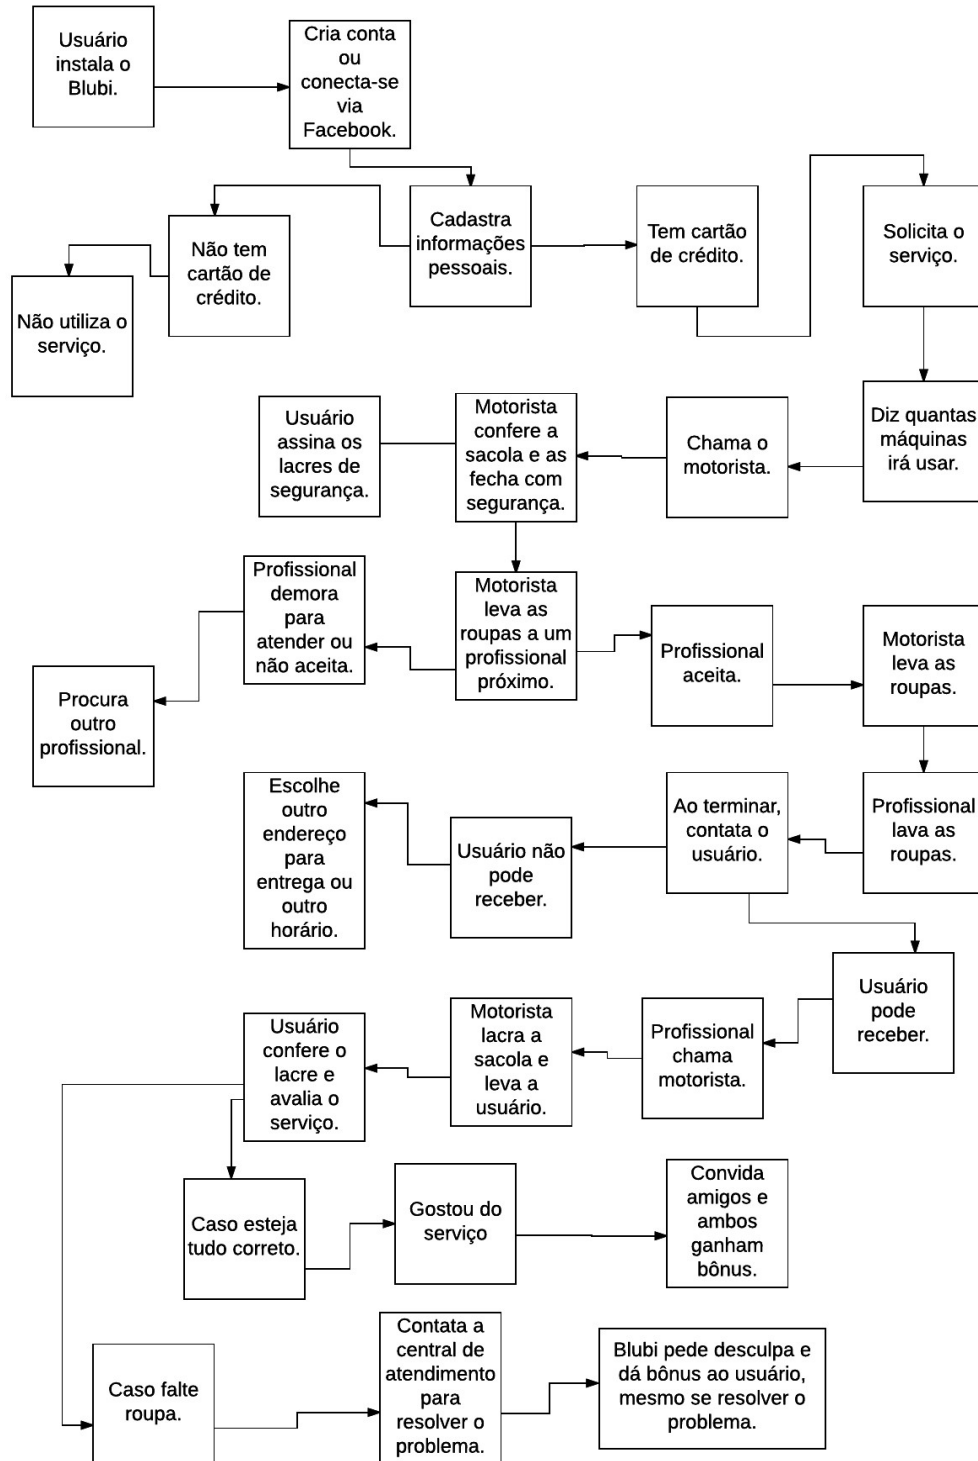 Usuário
instala o
Blubi.
Cria conta
ou
conecta-se
via
Facebook.
Cadastra
informações
pessoais.
Não tem
cartão de
crédito.
Não utiliza o
serviço.
Tem cartão
de crédito.
Solicita o
serviço.
Diz quantas
máquinas
irá usar.
Chama o
motorista.
Motorista
confere a
sacola e as
fecha com
segurança.
Usuário
assina os
lacres de
segurança.
Motorista
leva as
roupas a um
profissional
próximo.
Profissional
demora
para
atender ou
não aceita.
Procura
outro
profissional.
Profissional
aceita.
Motorista
leva as
roupas.
Profissional
lava as
roupas.
Ao terminar,
contata o
usuário.
Usuário não
pode
receber.
Escolhe
outro
endereço
para
entrega ou
outro
horário.
Usuário
pode
receber.
Profissional
chama
motorista.
Motorista
lacra a
sacola e
leva a
usuário.
Usuário
confere o
lacre e
avalia o
serviço.
Caso esteja
tudo correto.
Gostou do
serviço
Convida
amigos e
ambos
ganham
bônus.
Caso falte
roupa.
Contata a
central de
atendimento
para
resolver o
problema.
Blubi pede desculpa e
dá bônus ao usuário,
mesmo se resolver o
problema.